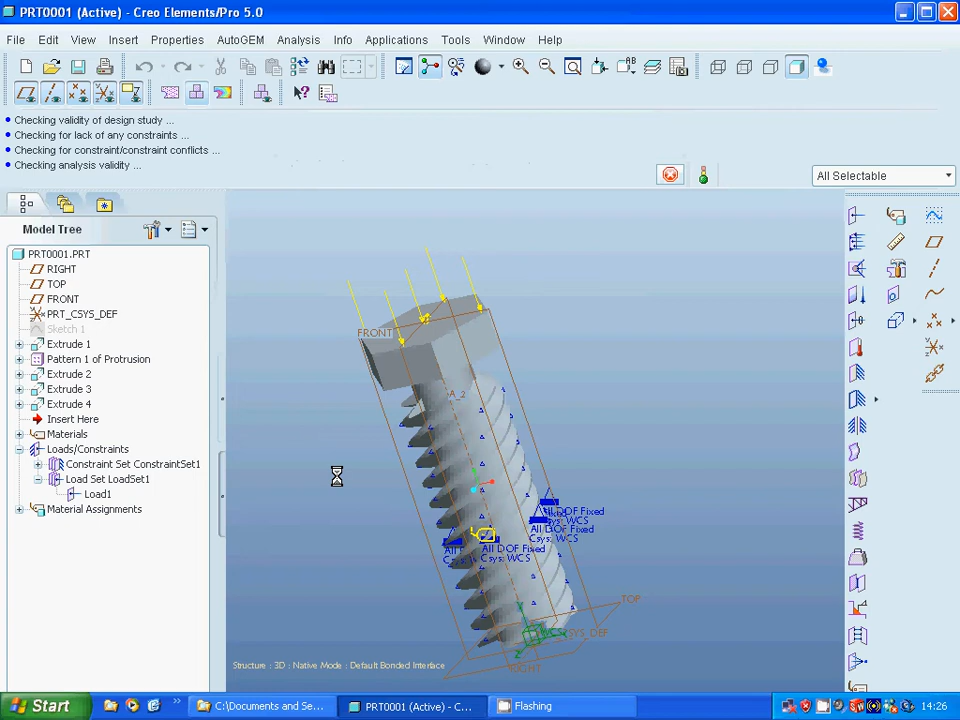 PRT0001 (Active) - Creo Elements/Pro 5.0
File Edit View Insert Properties AutoGEM Analysis Info Applications Tools Window Help
Checking validity of design study ...
Checking for lack of any constraints ...
Checking for constraint/constraint conflicts ...
Checking analysis validity ...
All Selectable
Model Tree
PRT0001.PRT
RIGHT
TOP
FRONT
PRT_CSYS_DEF
Sketch 1
Extrude 1
Pattern 1 of Protrusion
Extrude 2
Extrude 3
Extrude 4
Insert Here
Materials
Loads/Constraints
Constraint Set ConstraintSet1
Load Set LoadSet1
Load1
Material Assignments
FRONT
A_2
All DOF Fixed
Csys: WCS
All DOF Fixed
Csys: WCS
All DOF Fixed
Csys: WCS
TOP
RIGHT
Structure : 3D : Native Mode : Default Bonded Interface
Start
C:\Documents and Se...
PRT0001 (Active) - C...
Flashing
14:26